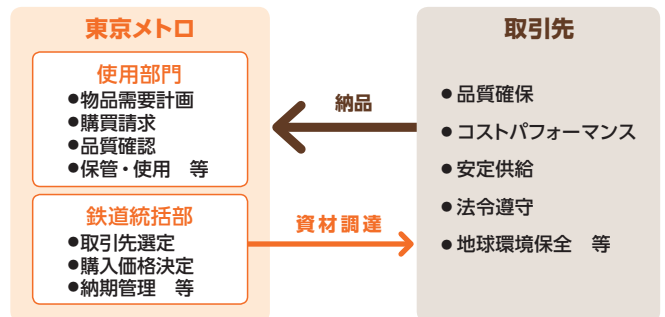 東京メトロ
使用部門
●物品需要計画
●購買請求
●品質確認
●保管・使用　等
鉄道統括部
●取引先選定
●購入価格決定
●納期管理　等
納品
資材調達
取引先
●品質確保
●コストパフォーマンス
●安定供給
●法令遵守
●地球環境保全　等